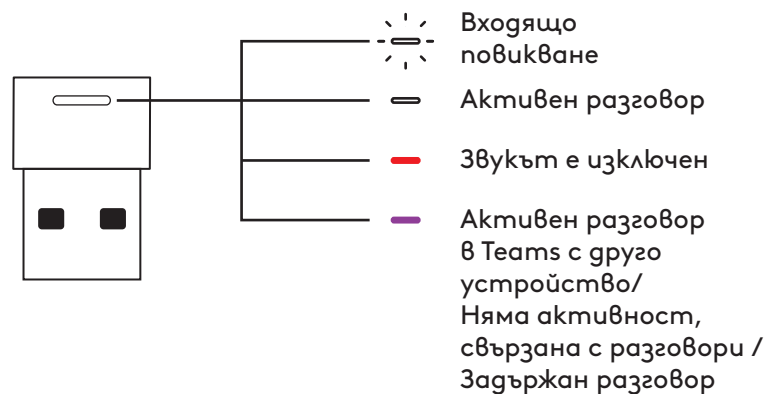 Входящо
повикване
Активен разговор
Звукът е изключен
Активен разговор
в Teams с друго
устройство/
Няма активност,
свързана с разговори /
Задържан разговор